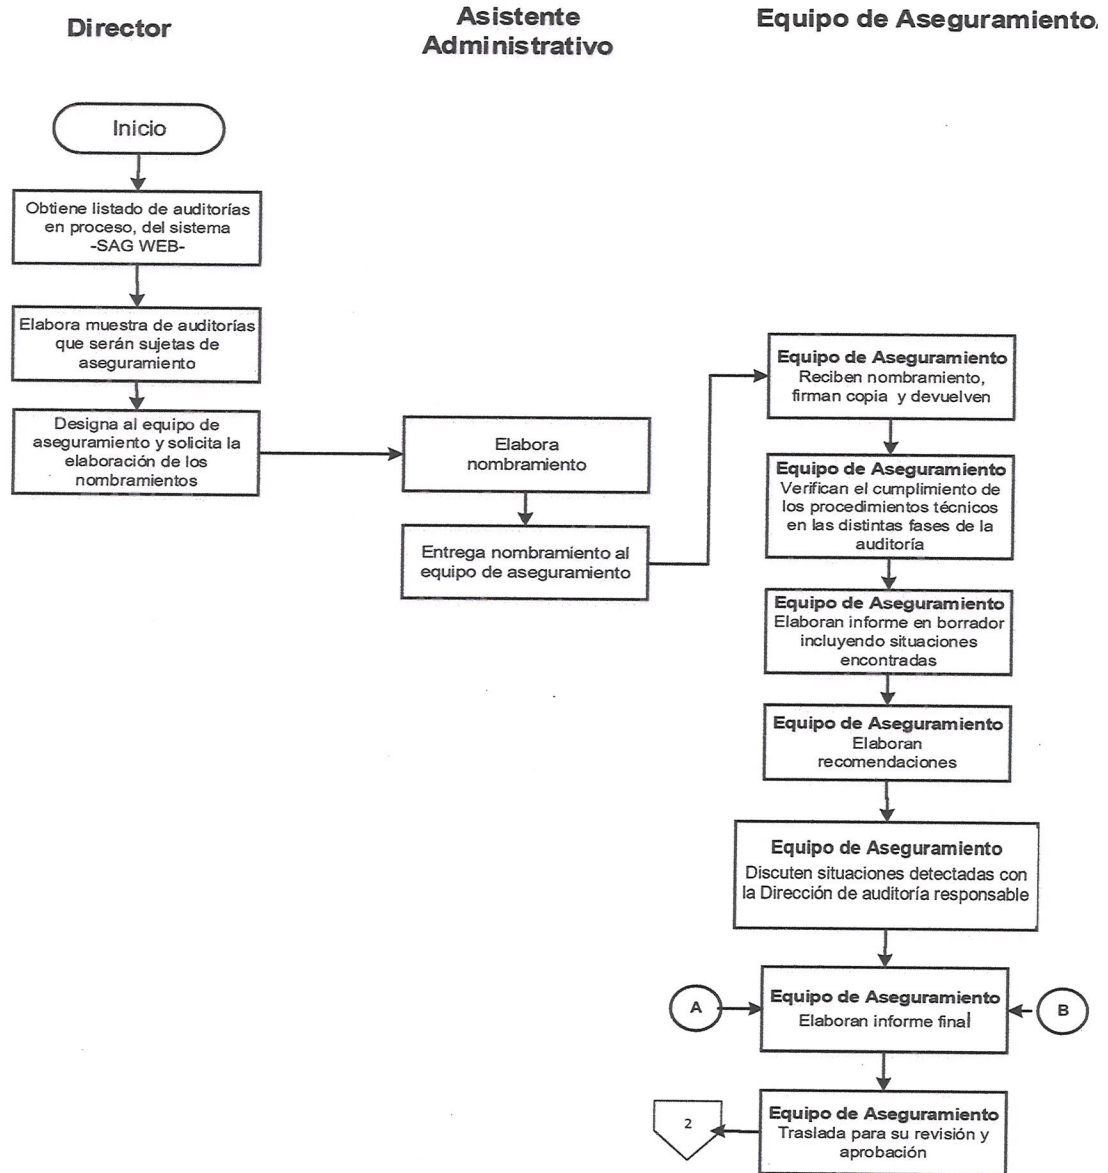 Director
Asistente
Administrativo
Equipo de Aseguramiento
Inicio
Obtiene listado de auditorías
en proceso, del sistema
-SAG WEB-
Elabora muestra de auditorías
que serán sujetas de
aseguramiento
Designa al equipo de
aseguramiento y solicita la
elaboración de los
nombramientos
Elabora
nombramiento
Entrega nombramiento al
equipo de aseguramiento
Equipo de Aseguramiento
Reciben nombramiento,
firman copia y devuelven
Equipo de Aseguramiento
Verifican el cumplimiento de
los procedimientos técnicos
en las distintas fases de la
auditoría
Equipo de Aseguramiento
Elaboran informe en borrador
incluyendo situaciones
encontradas
Equipo de Aseguramiento
Elaboran
recomendaciones
Equipo de Aseguramiento
Discuten situaciones detectadas con
la Dirección de auditoría responsable
A
Equipo de Aseguramiento
Elaboran informe final
B
2
Equipo de Aseguramiento
Traslada para su revisión y
aprobación